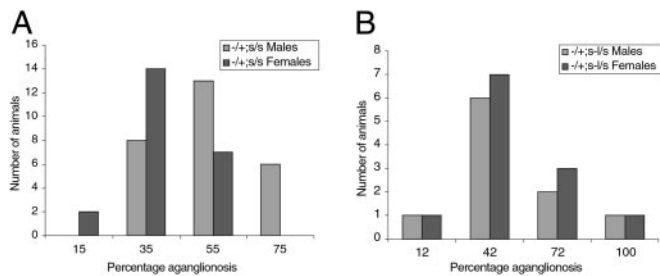 A
-/+;s/s Males
-/+;s/s Females
Number of animals
16
14
12
10
8
6
4
2
0
15 35 55 75
Percentage aganglionosis
B
-/+;s-l/s Males
-/+;s-l/s Females
Number of animals
8
7
6
5
4
3
2
1
0
12 42 72 100
Percentage aganglionosis